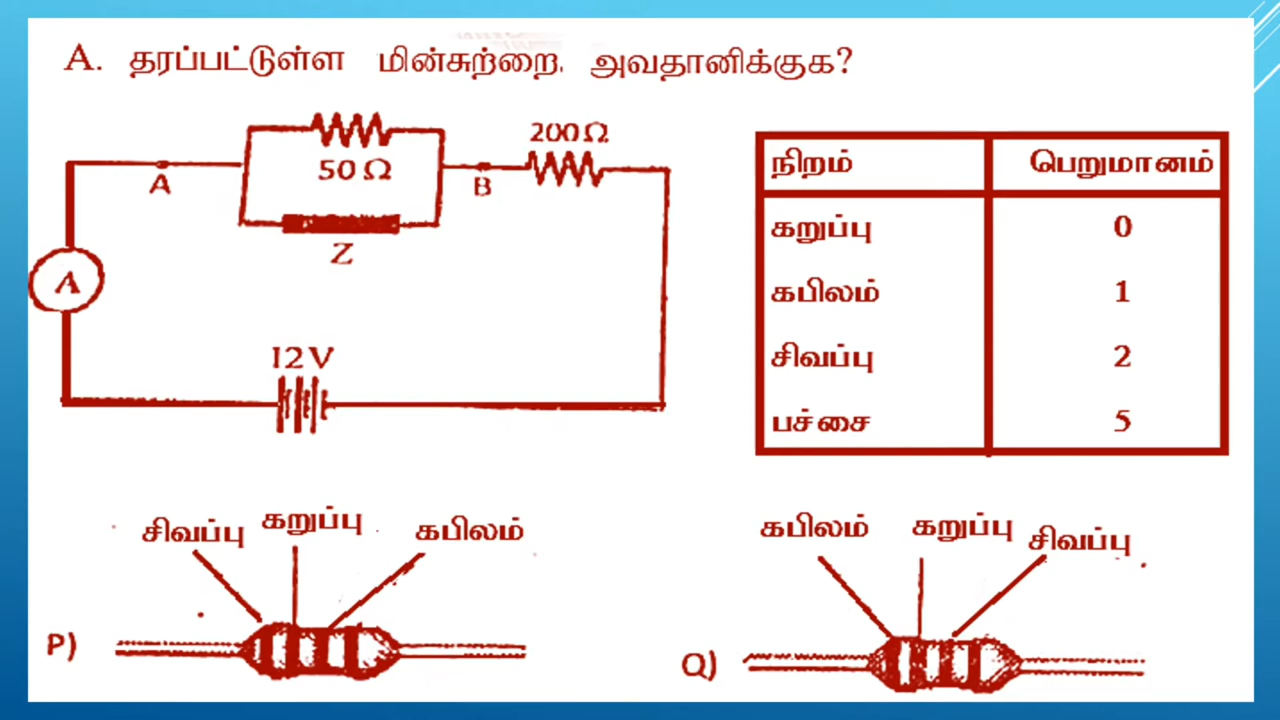 A. தரப்பட்டுள்ள மின்சுற்றை. அவதானிக்குக?
200Ω
50Ω
A
B
Z
A
12V
நிறம் பெறுமானம்
கறுப்பு 0
கபிலம் 1
சிவப்பு 2
பச்சை 5
சிவப்பு கறுப்பு கபிலம்
P)
கபிலம் கறுப்பு சிவப்பு
Q)